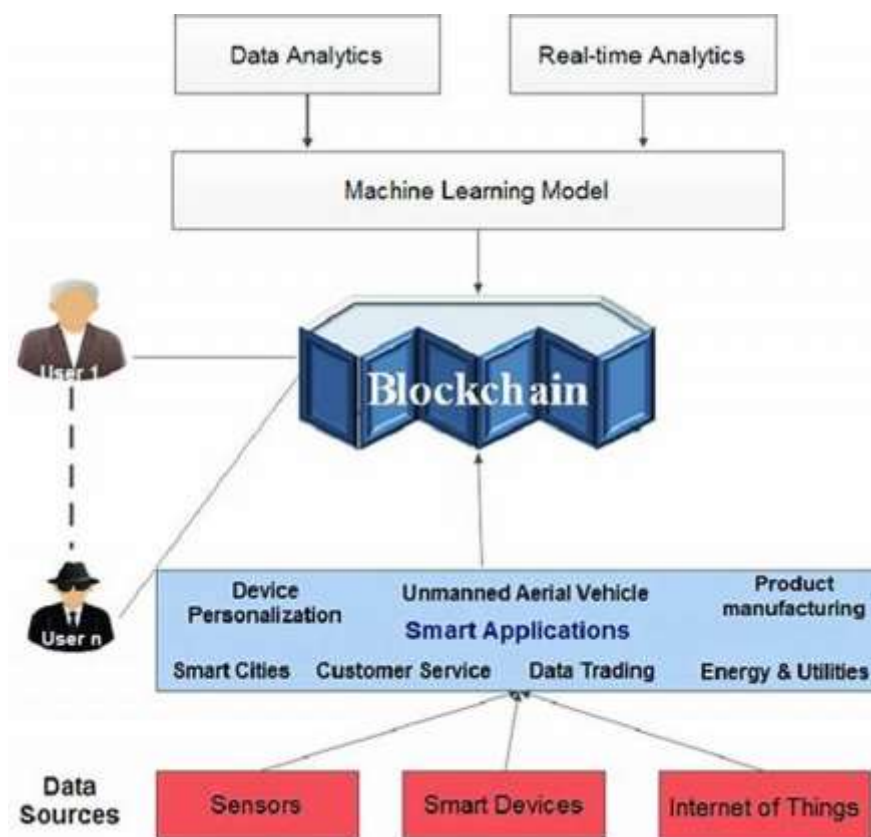 Data Analytics
Real-time Analytics
Machine Learning Model
User 1
Blockchain
User n
Device
Personalization
Unmanned Aerial Vehicle
Product
manufacturing
Smart Applications
Smart Cities
Customer Service
Data Trading
Energy & Utilities
Data
Sources
Sensors
Smart Devices
Internet of Things